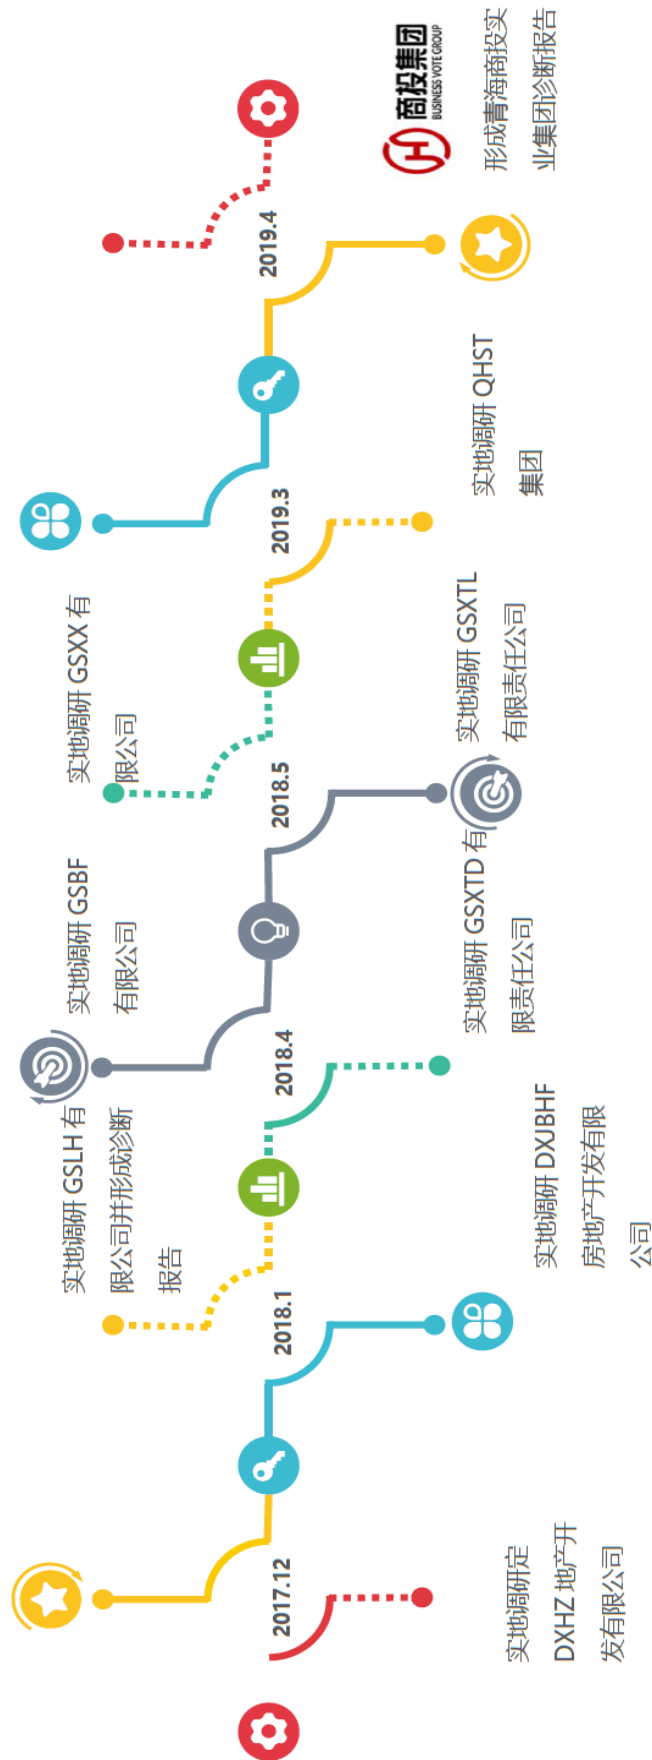 实地调研 GSLH 有
限公司并形成诊断
报告
实地调研 GSBF
有限公司
实地调研 GSXX 有
限公司
2017.12
2018.1
2018.4
2018.5
2019.3
2019.4
实地调研定
DXHZ 地产开
发有限公司
实地调研 DXJBHF
房地产开发有限
公司
实地调研 GSXTD 有
限责任公司
实地调研 GSXTL
有限责任公司
实地调研 QHST
集团
商投集团
BUSINESS VOTE GROUP
形成青海商投实
业集团诊断报告